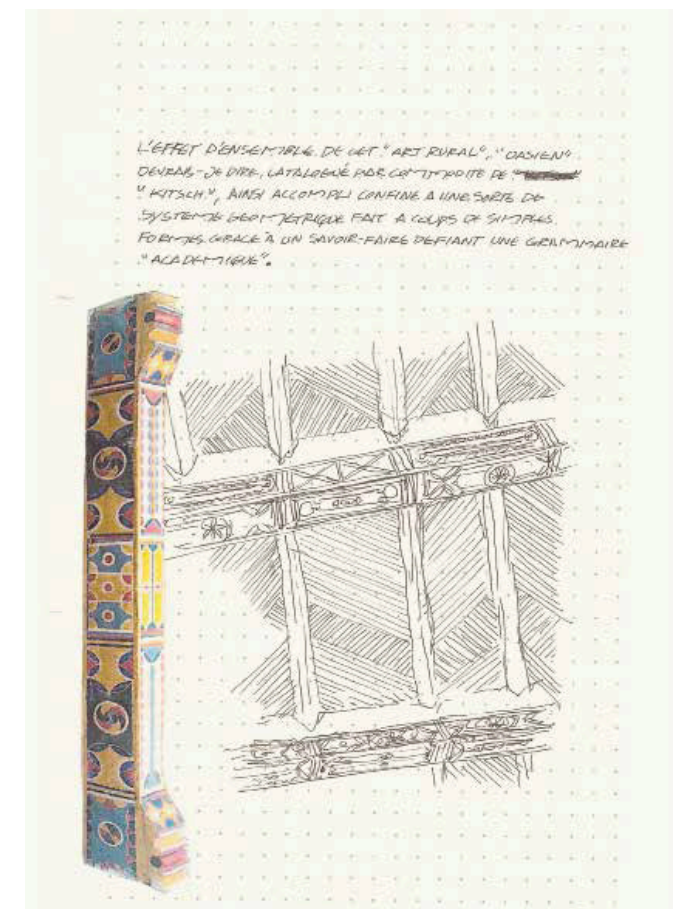 L'EFFET D'ENSEMBLE DE CET "ART RURAL", "OASIEN"
DEVRAIS-JE DIRE, CATALOGUÉ PAR COMMODITE DE
"KITSCH", AINSI ACCOMPLI CONFINE A UNE SORTE DE
SYSTEME GEOMETRIQUE FAIT A COUPS DE SIMPLES
FORMES GRACE À UN SAVOIR-FAIRE DEFIANT UNE GRAMMAIRE
"ACADEMIQUE".